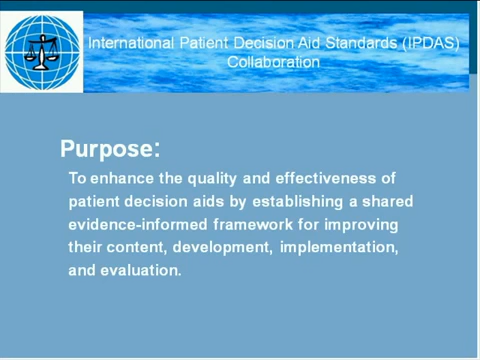 International Patient Decision Aid Standards (IPDAS)
Collaboration
Purpose:
To enhance the quality and effectiveness of
patient decision aids by establishing a shared
evidence-informed framework for improving
their content, development, implementation,
and evaluation.